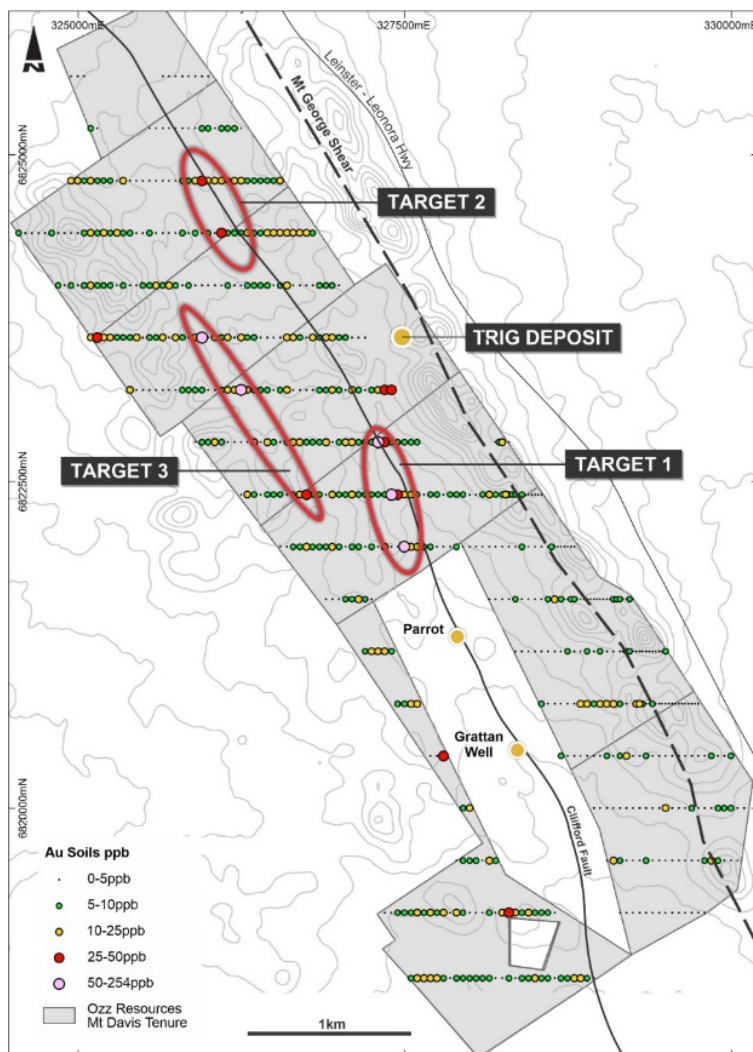 325000mE
327500mE
330000mE
N
Leinster - Leonora Hwy
Mt George Shear
6825000mN
TARGET 2
TRIG DEPOSIT
TARGET 3
TARGET 1
6822500mN
Parrot
Grattan
Well
6820000mN
Clifford Fault
Au Soils ppb
0-5ppb
5-10ppb
10-25ppb
25-50ppb
50-254ppb
Ozz Resources
Mt Davis Tenure
1km